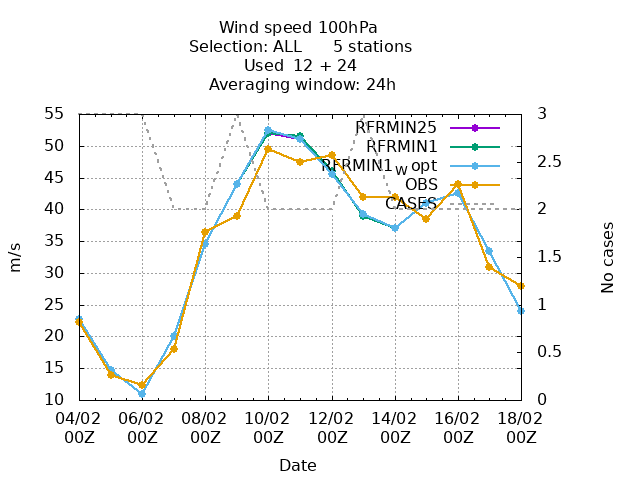 Wind speed 100hPa
Selection: ALL 5 stations
Used 12 + 24
Averaging window: 24h
55
50
45
40
35
30
25
20
15
10
3
2.5
2
1.5
1
0.5
0
RFRMIN25
RFRMIN1
RFRMIN1w opt
OBS
CASES
m/s
No cases
04/02 06/02 08/02 10/02 12/02 14/02 16/02 18/02
00Z 00Z 00Z 00Z 00Z 00Z 00Z 00Z
Date